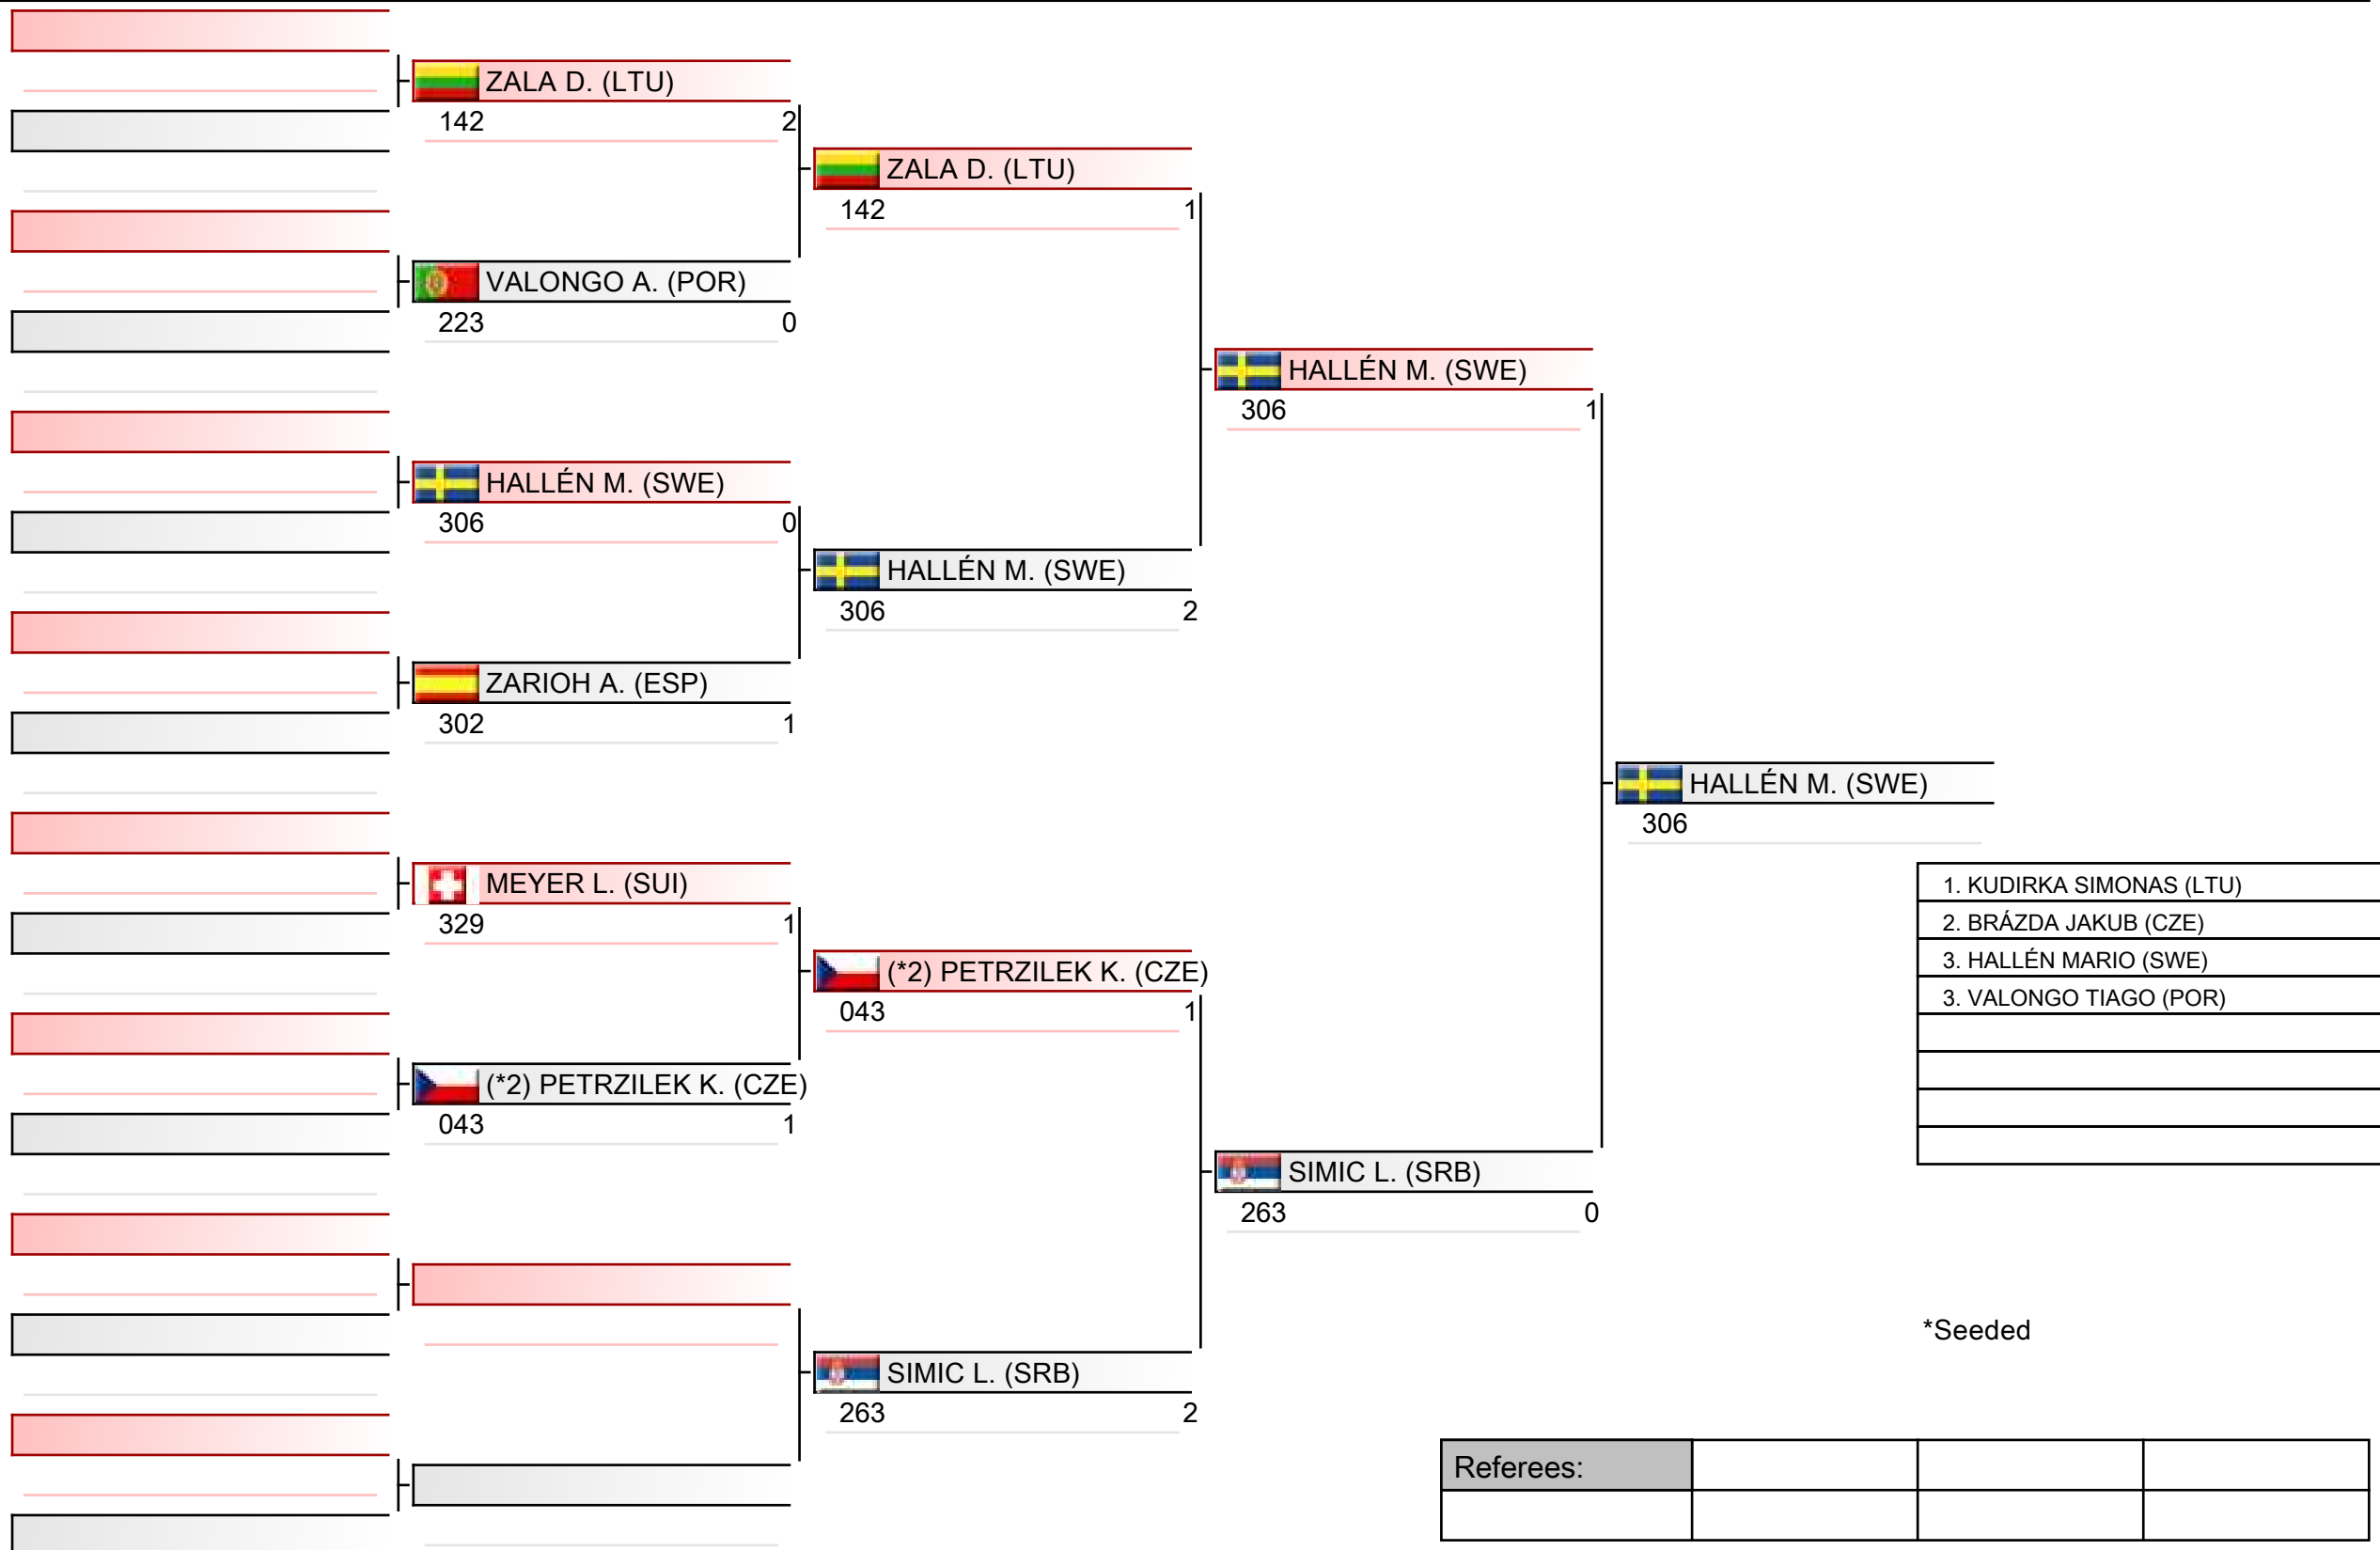 ZALA D. (LTU)
142 2
VALONGO A. (POR)
223 0
HALLÉN M. (SWE)
306 0
ZARIOH A. (ESP)
302 1
MEYER L. (SUI)
329 1
(*2) PETRZILEK K. (CZE)
043 1
ZALA D. (LTU)
142 1
HALLÉN M. (SWE)
306 2
(*2) PETRZILEK K. (CZE)
043 1
SIMIC L. (SRB)
263 2
HALLÉN M. (SWE)
306 1
SIMIC L. (SRB)
263 0
HALLÉN M. (SWE)
306
1. KUDIRKA SIMONAS (LTU)
2. BRÁZDA JAKUB (CZE)
3. HALLÉN MARIO (SWE)
3. VALONGO TIAGO (POR)
*Seeded
Referees: